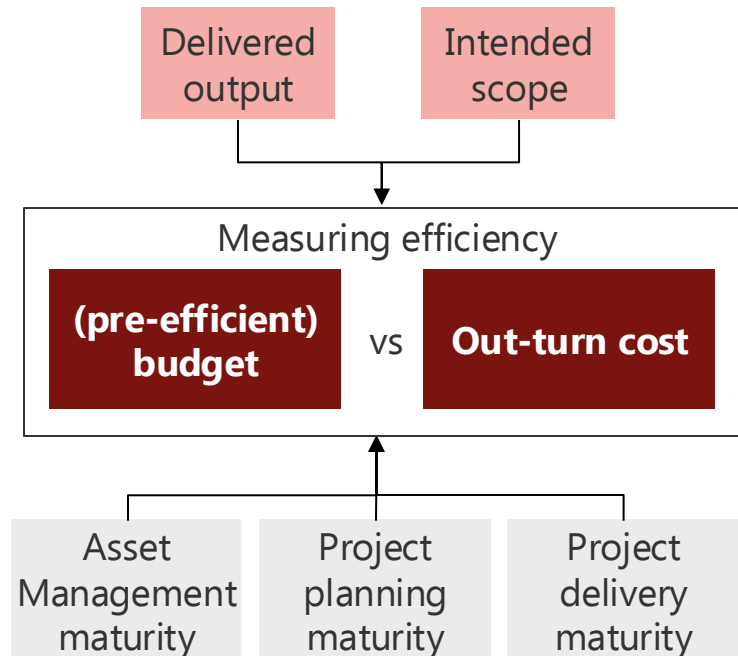 Delivered
output
Intended
scope
Measuring efficiency
(pre-efficient)
budget
vs
Out-turn cost
Asset
Management
maturity
Project
planning
maturity
Project
delivery
maturity